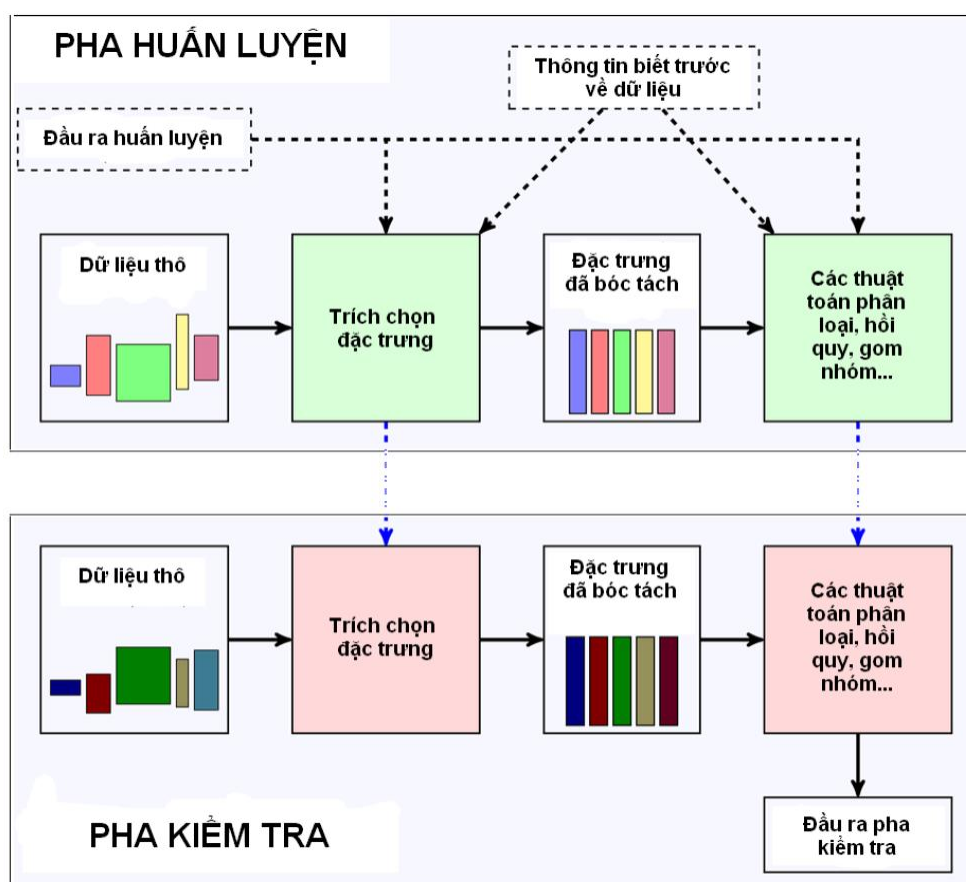 PHA HUẤN LUYỆN
Thông tin biết trước
về dữ liệu
Đầu ra huấn luyện
Dữ liệu thô
Trích chọn
đặc trưng
Đặc trưng
đã bóc tách
Các thuật
toán phân
loại, hồi
quy, gom
nhóm...
Dữ liệu thô
Trích chọn
đặc trưng
Đặc trưng
đã bóc tách
Các thuật
toán phân
loại, hồi
quy, gom
nhóm...
PHA KIỂM TRA
Đầu ra pha
kiểm tra